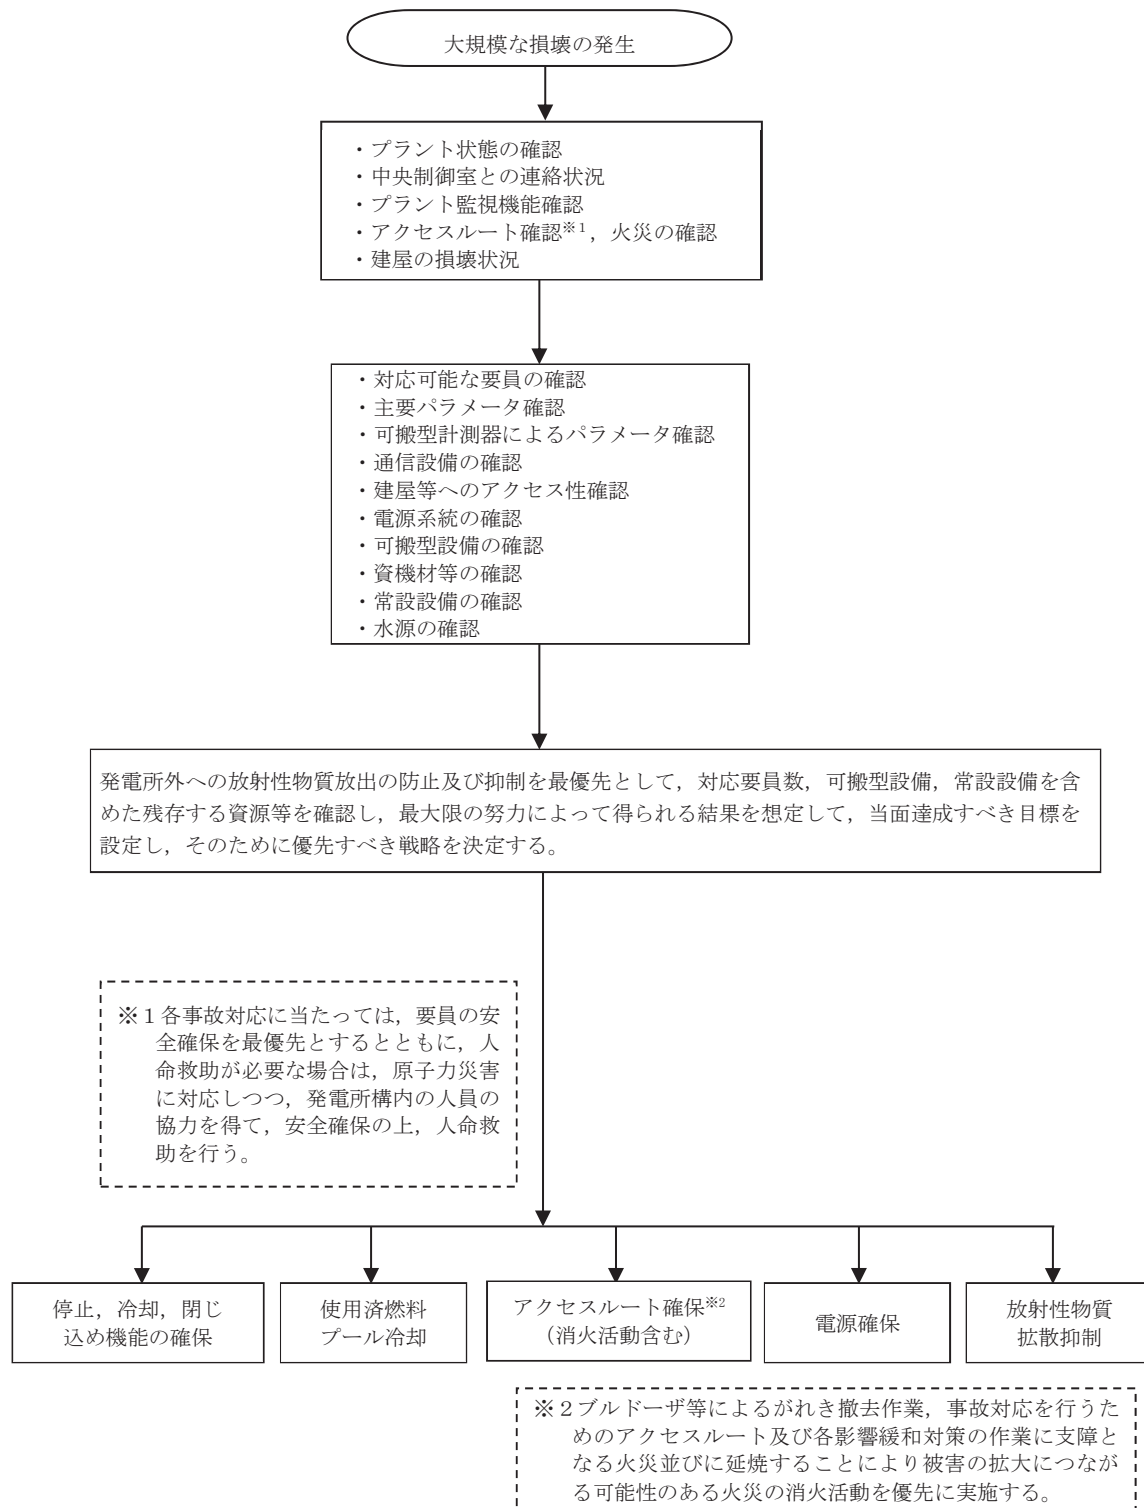 大規模な損壊の発生
・プラント状態の確認
・中央制御室との連絡状況
・プラント監視機能確認
・アクセスルート確認※1，火災の確認
・建屋の損壊状況
・対応可能な要員の確認
・主要パラメータ確認
・可搬型計測器によるパラメータ確認
・通信設備の確認
・建屋等へのアクセス性確認
・電源系統の確認
・可搬型設備の確認
・資機材等の確認
・常設設備の確認
・水源の確認
発電所外への放射性物質放出の防止及び抑制を最優先として，対応要員数，可搬型設備，常設設備を含
めた残存する資源等を確認し，最大限の努力によって得られる結果を想定して，当面達成すべき目標を
設定し，そのために優先すべき戦略を決定する。
※１各事故対応に当たっては，要員の安
全確保を最優先とするとともに，人
命救助が必要な場合は，原子力災害
に対応しつつ，発電所構内の人員の
協力を得て，安全確保の上，人命救
助を行う。
停止，冷却，閉じ
込め機能の確保
使用済燃料
プール冷却
アクセスルート確保※2
（消火活動含む）
電源確保
放射性物質
拡散抑制
※２ブルドーザ等によるがれき撤去作業，事故対応を行うた
めのアクセスルート及び各影響緩和対策の作業に支障と
なる火災並びに延焼することにより被害の拡大につなが
る可能性のある火災の消火活動を優先に実施する。